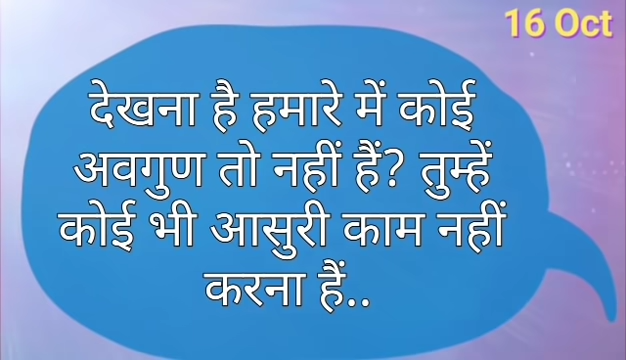 16 Oct
देखना है हमारे में कोई
अवगुण तो नहीं हैं? तुम्हें
कोई भी आसुरी काम नहीं
करना हैं..